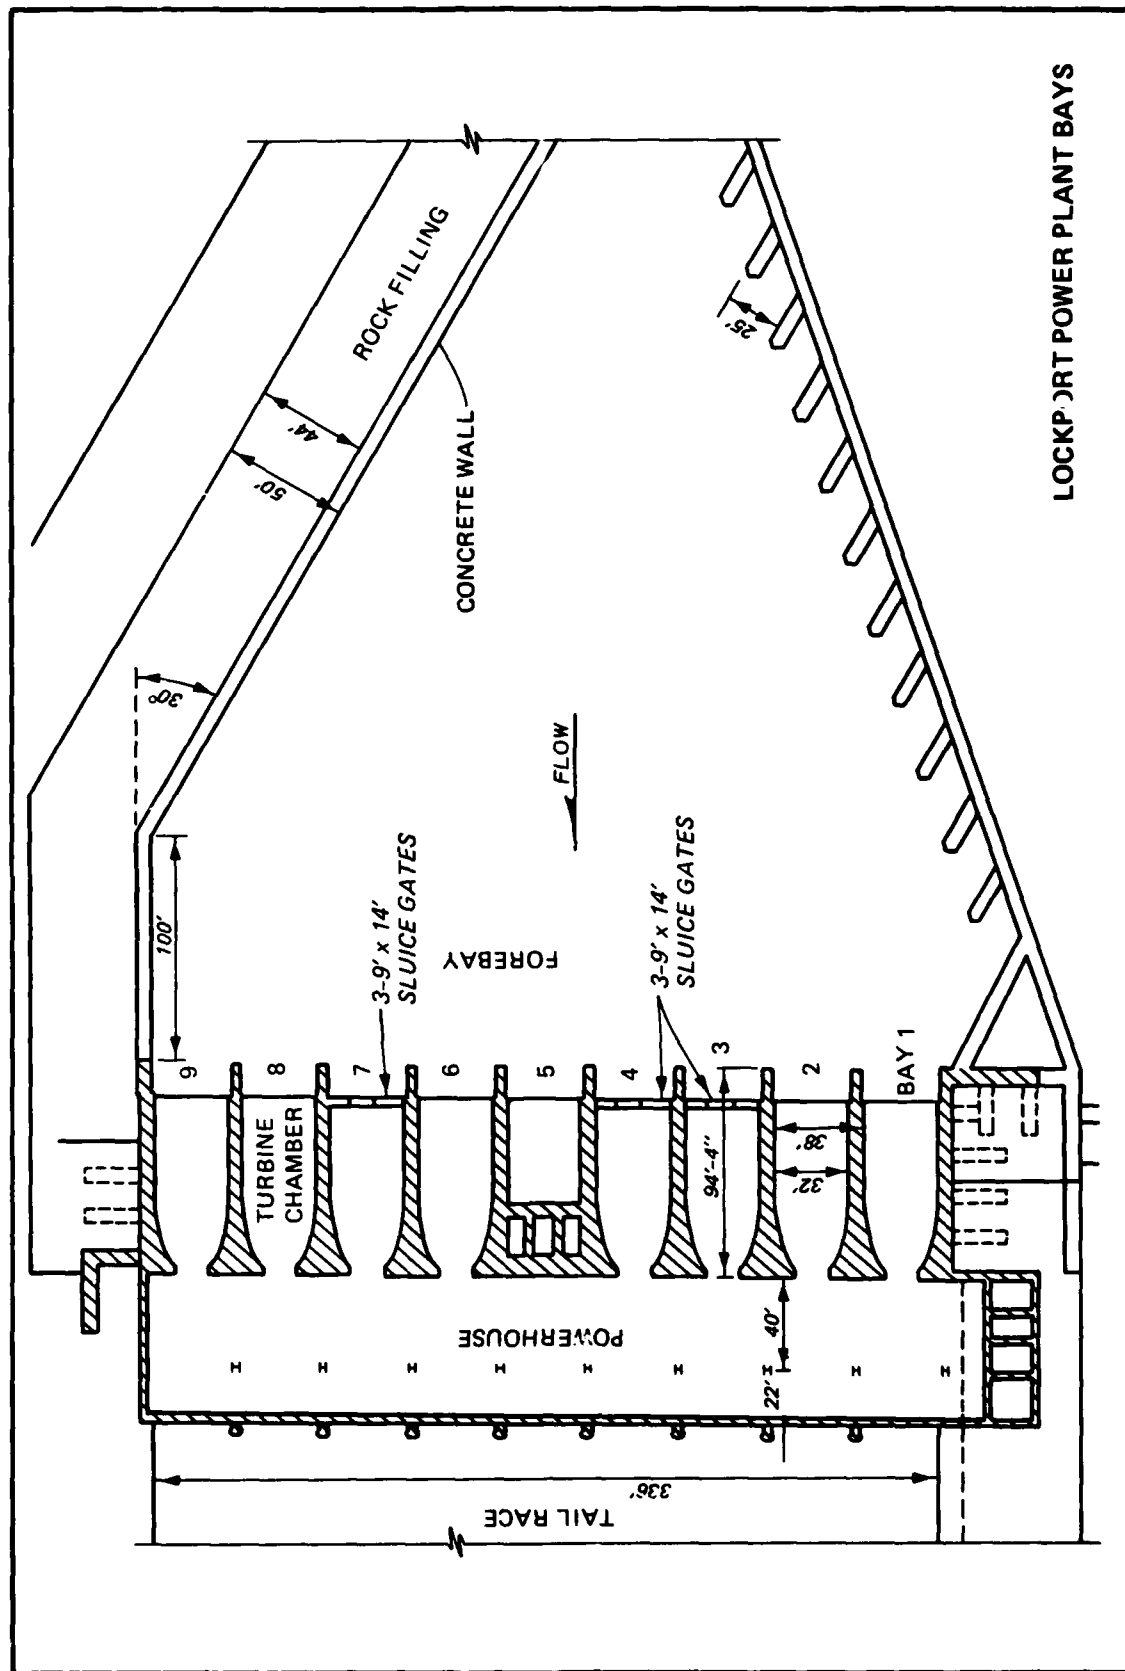 ROCK FILLING
44'
50'
CONCRETE WALL
30°
25'
100'
FLOW
3-9' x 14'
SLUICE GATES
3-9' x 14'
SLUICE GATES
FOREBAY
9
8
7
6
5
4
3
2
BAY 1
TURBINE
CHAMBER
94'-4"
38'
32'
POWERHOUSE
40'
22'
336'
TAIL RACE
LOCKPORT POWER PLANT BAYS